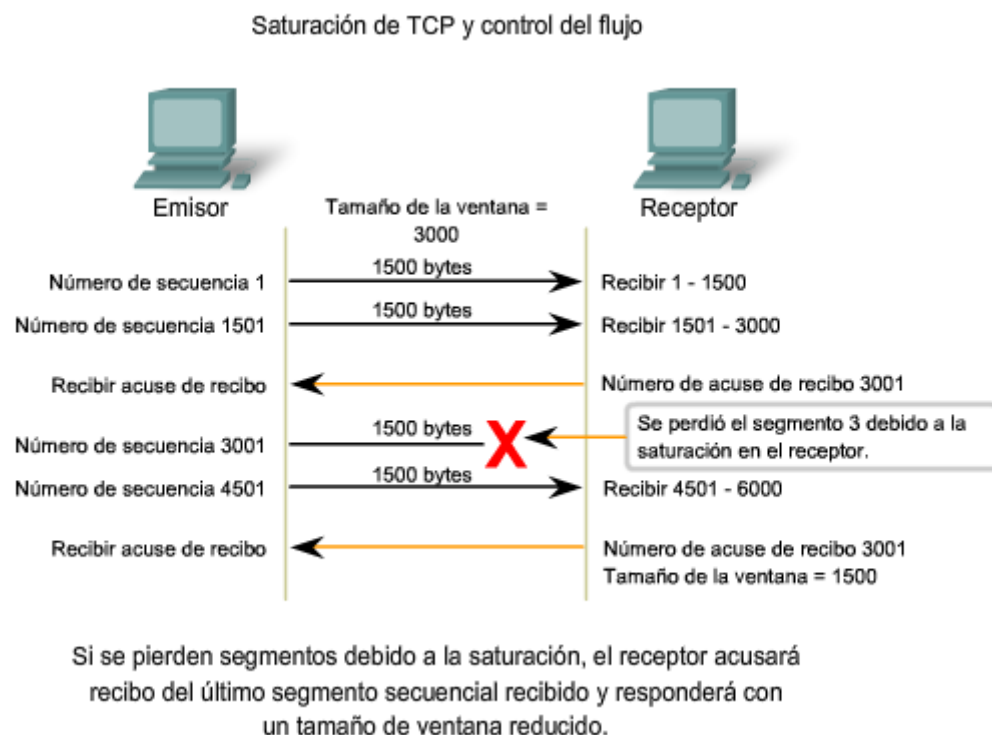 Saturación de TCP y control del flujo
Emisor
Tamaño de la ventana =
3000
Receptor
Número de secuencia 1
1500 bytes
Recibir 1 - 1500
Número de secuencia 1501
1500 bytes
Recibir 1501 - 3000
Recibir acuse de recibo
Número de acuse de recibo 3001
Número de secuencia 3001
1500 bytes
X
Se perdió el segmento 3 debido a la
saturación en el receptor.
Número de secuencia 4501
1500 bytes
Recibir 4501 - 6000
Recibir acuse de recibo
Número de acuse de recibo 3001
Tamaño de la ventana = 1500
Si se pierden segmentos debido a la saturación, el receptor acusará
recibo del último segmento secuencial recibido y responderá con
un tamaño de ventana reducido.